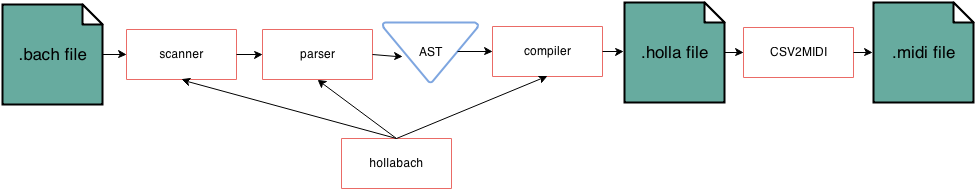 .bach file
scanner
parser
AST
compiler
.holla file
CSV2MIDI
.midi file
hollabach